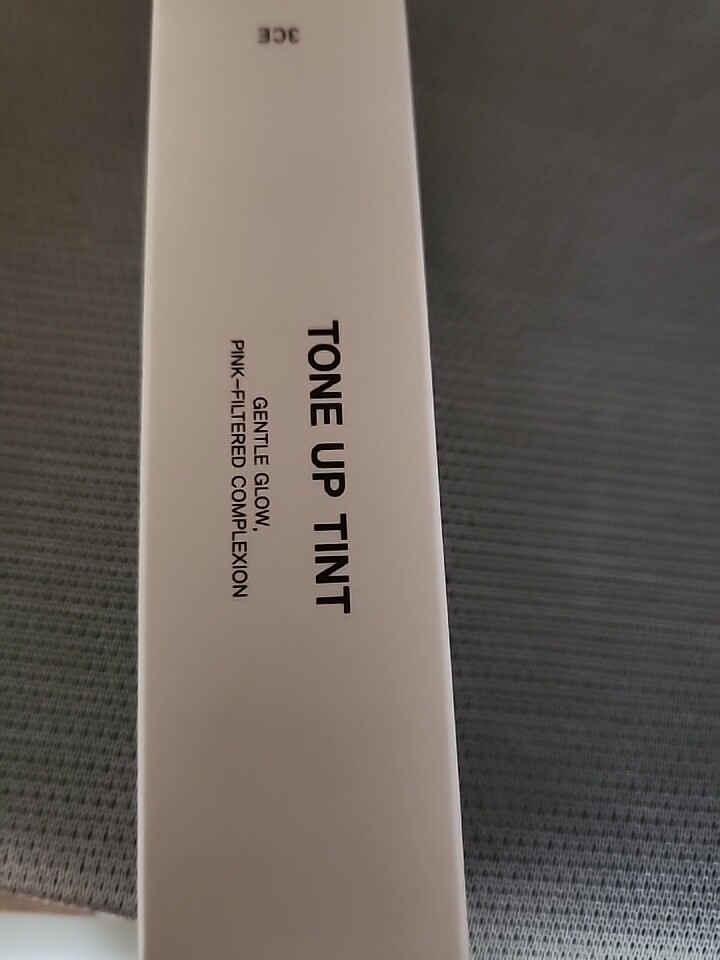 3CE
TONE UP TINT
GENTLE GLOW,
PINK-FILTERED COMPLEXION